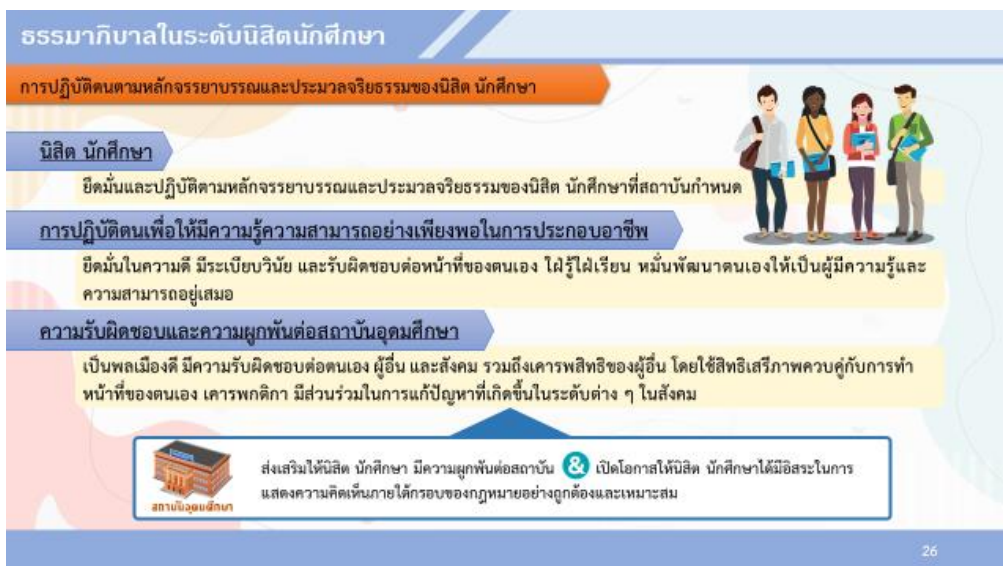 ธรรมาภิบาลในระดับนิสิตนักศึกษา
การปฏิบัติตนตามหลักจรรยาบรรณและประมวลจริยธรรมของนิสิต นักศึกษา
นิสิต นักศึกษา
ยึดมั่นและปฏิบัติตามหลักจรรยาบรรณและประมวลจริยธรรมของนิสิต นักศึกษาที่สถาบันกำหนด
การปฏิบัติตนเพื่อให้มีความรู้ความสามารถอย่างเพียงพอในการประกอบอาชีพ
ยึดมั่นในความดี มีระเบียบวินัย และรับผิดชอบต่อหน้าที่ของตนเอง ใฝ่รู้ใฝ่เรียน หมั่นพัฒนาตนเองให้เป็นผู้มีความรู้และ
ความสามารถอยู่เสมอ
ความรับผิดชอบและความผูกพันต่อสถาบันอุดมศึกษา
เป็นพลเมืองดี มีความรับผิดชอบต่อตนเอง ผู้อื่น และสังคม รวมถึงเคารพสิทธิของผู้อื่น โดยใช้สิทธิเสรีภาพควบคู่กับการทำ
หน้าที่ของตนเอง เคารพกติกา มีส่วนร่วมในการแก้ปัญหาที่เกิดขึ้นในระดับต่าง ๆ ในสังคม
ส่งเสริมให้นิสิต นักศึกษา มีความผูกพันต่อสถาบัน & เปิดโอกาสให้นิสิต นักศึกษาได้มีอิสระในการ
แสดงความคิดเห็นภายใต้กรอบของกฎหมายอย่างถูกต้องและเหมาะสม
สถาบันอุดมศึกษา
26